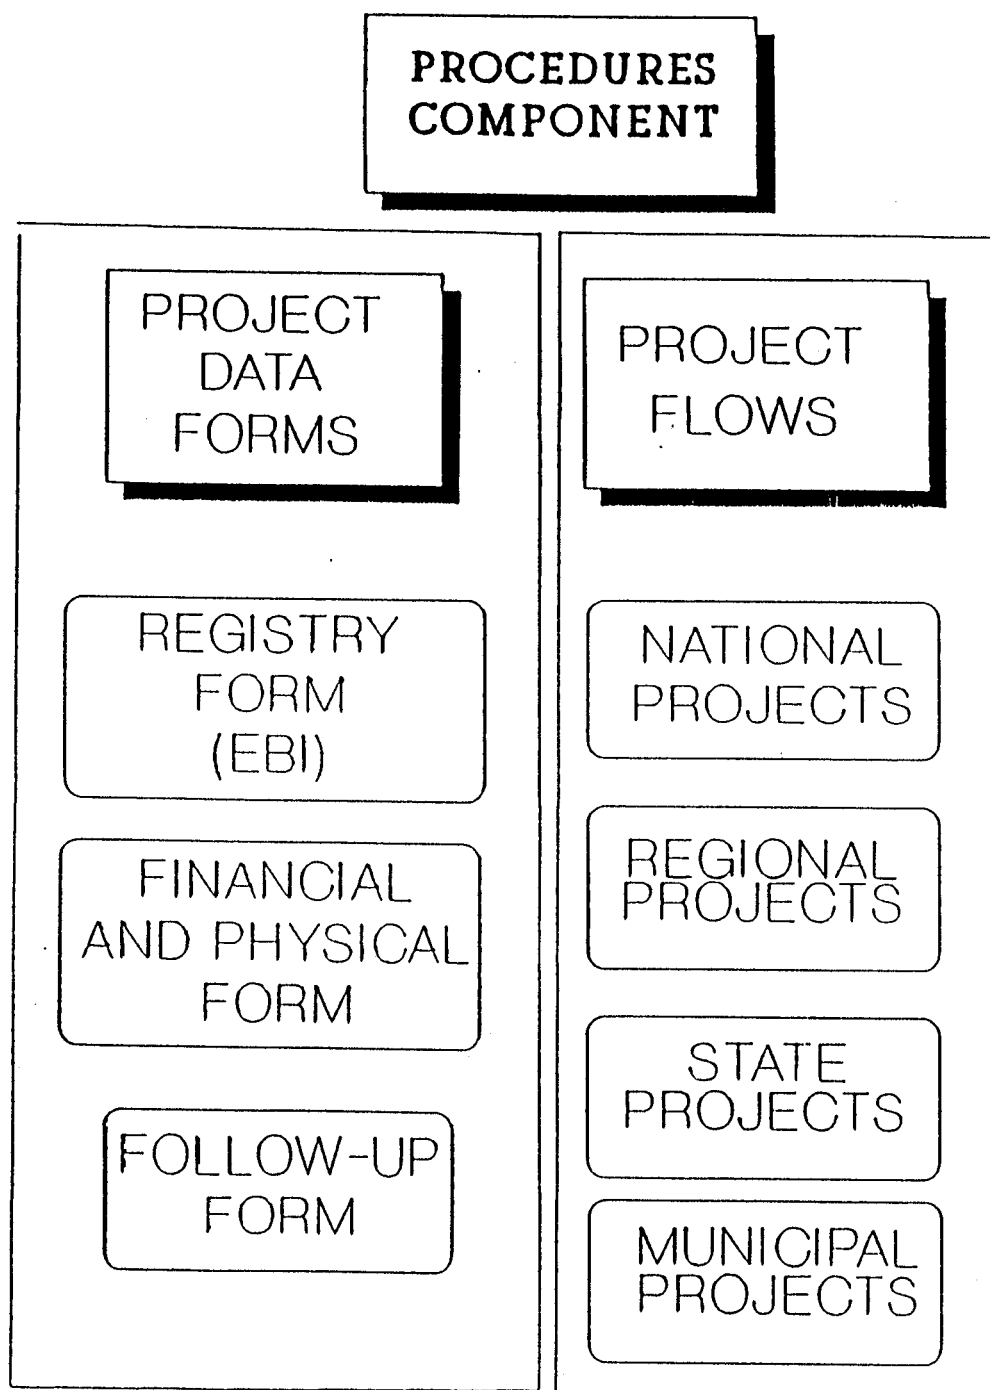 PROCEDURES
COMPONENT
PROJECT
DATA
FORMS
REGISTRY
FORM
(EBI)
FINANCIAL
AND PHYSICAL
FORM
FOLLOW-UP
FORM
PROJECT
FLOWS
NATIONAL
PROJECTS
REGIONAL
PROJECTS
STATE
PROJECTS
MUNICIPAL
PROJECTS